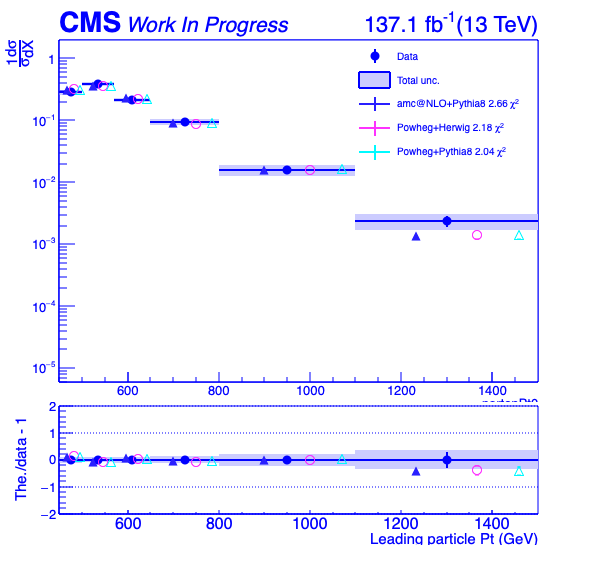 CMS Work In Progress 137.1 fb⁻¹(13 TeV)
1dσ
σdX
Data
Total unc.
amc@NLO+Pythia8 2.66 χ²
Powheg+Herwig 2.18 χ²
Powheg+Pythia8 2.04 χ²
1
10⁻¹
10⁻²
10⁻³
10⁻⁴
10⁻⁵
600 800 1000 1200 1400
The./data - 1
2
1
0
−1
−2
600 800 1000 1200 1400
Leading particle Pt (GeV)